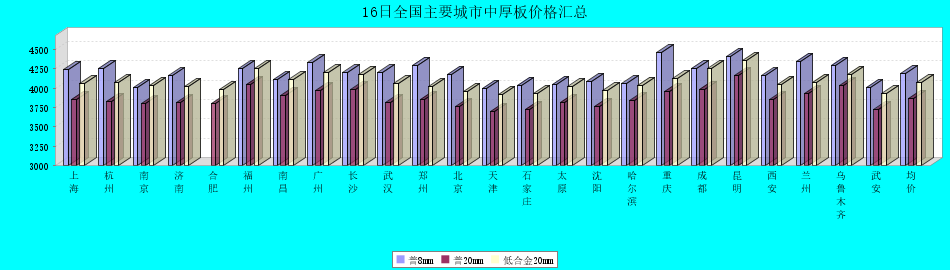 16日全国主要城市中厚板价格汇总
4500
4250
4000
3750
3500
3250
3000
上海 杭州 南京 济南 合肥 福州 南昌 广州 长沙 武汉 郑州 北京 天津 石家庄 太原 沈阳 哈尔滨 重庆 成都 昆明 西安 兰州 乌鲁木齐 武安 均价
普8mm 普20mm 低合金20mm